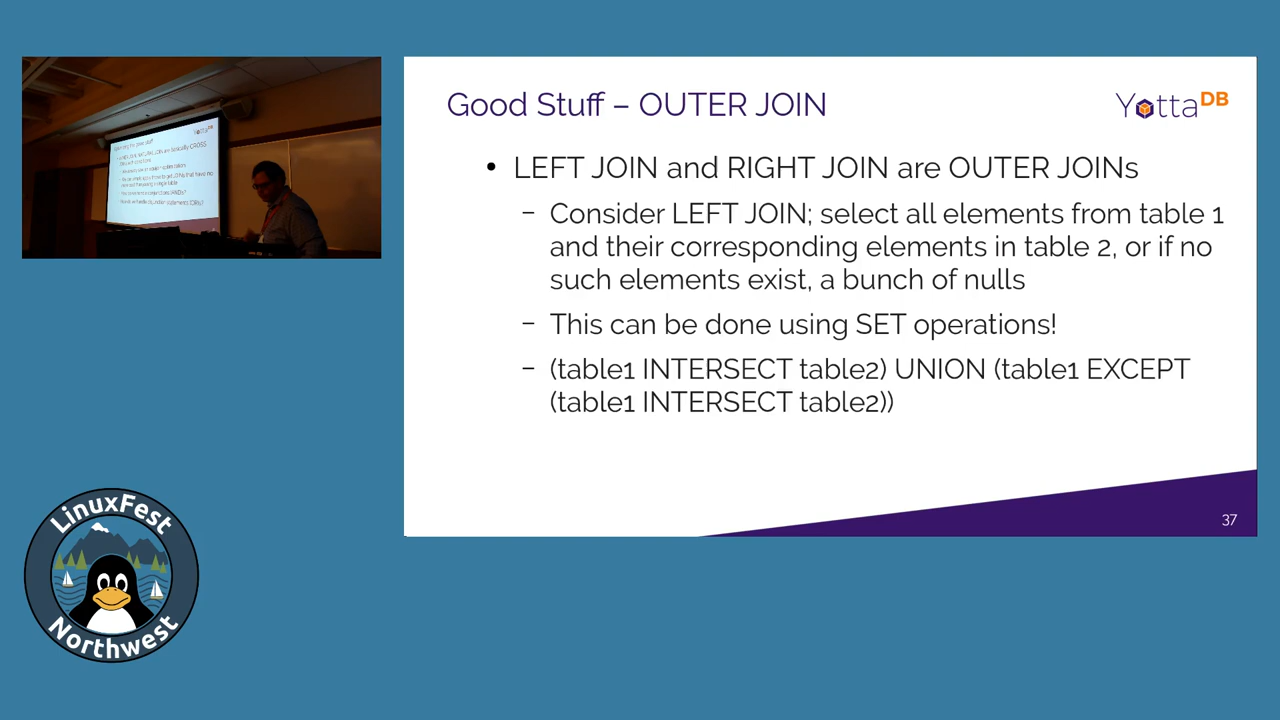 Good Stuff – OUTER JOIN
YottaDB
• LEFT JOIN and RIGHT JOIN are OUTER JOINs
– Consider LEFT JOIN; select all elements from table 1
and their corresponding elements in table 2, or if no
such elements exist, a bunch of nulls
– This can be done using SET operations!
– (table1 INTERSECT table2) UNION (table1 EXCEPT
(table1 INTERSECT table2))
37
LinuxFest
Northwest